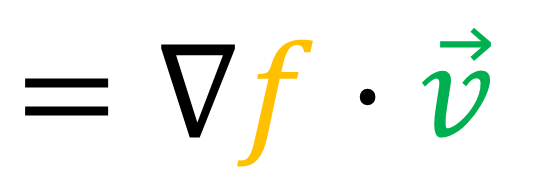 = ∇f · v⃗